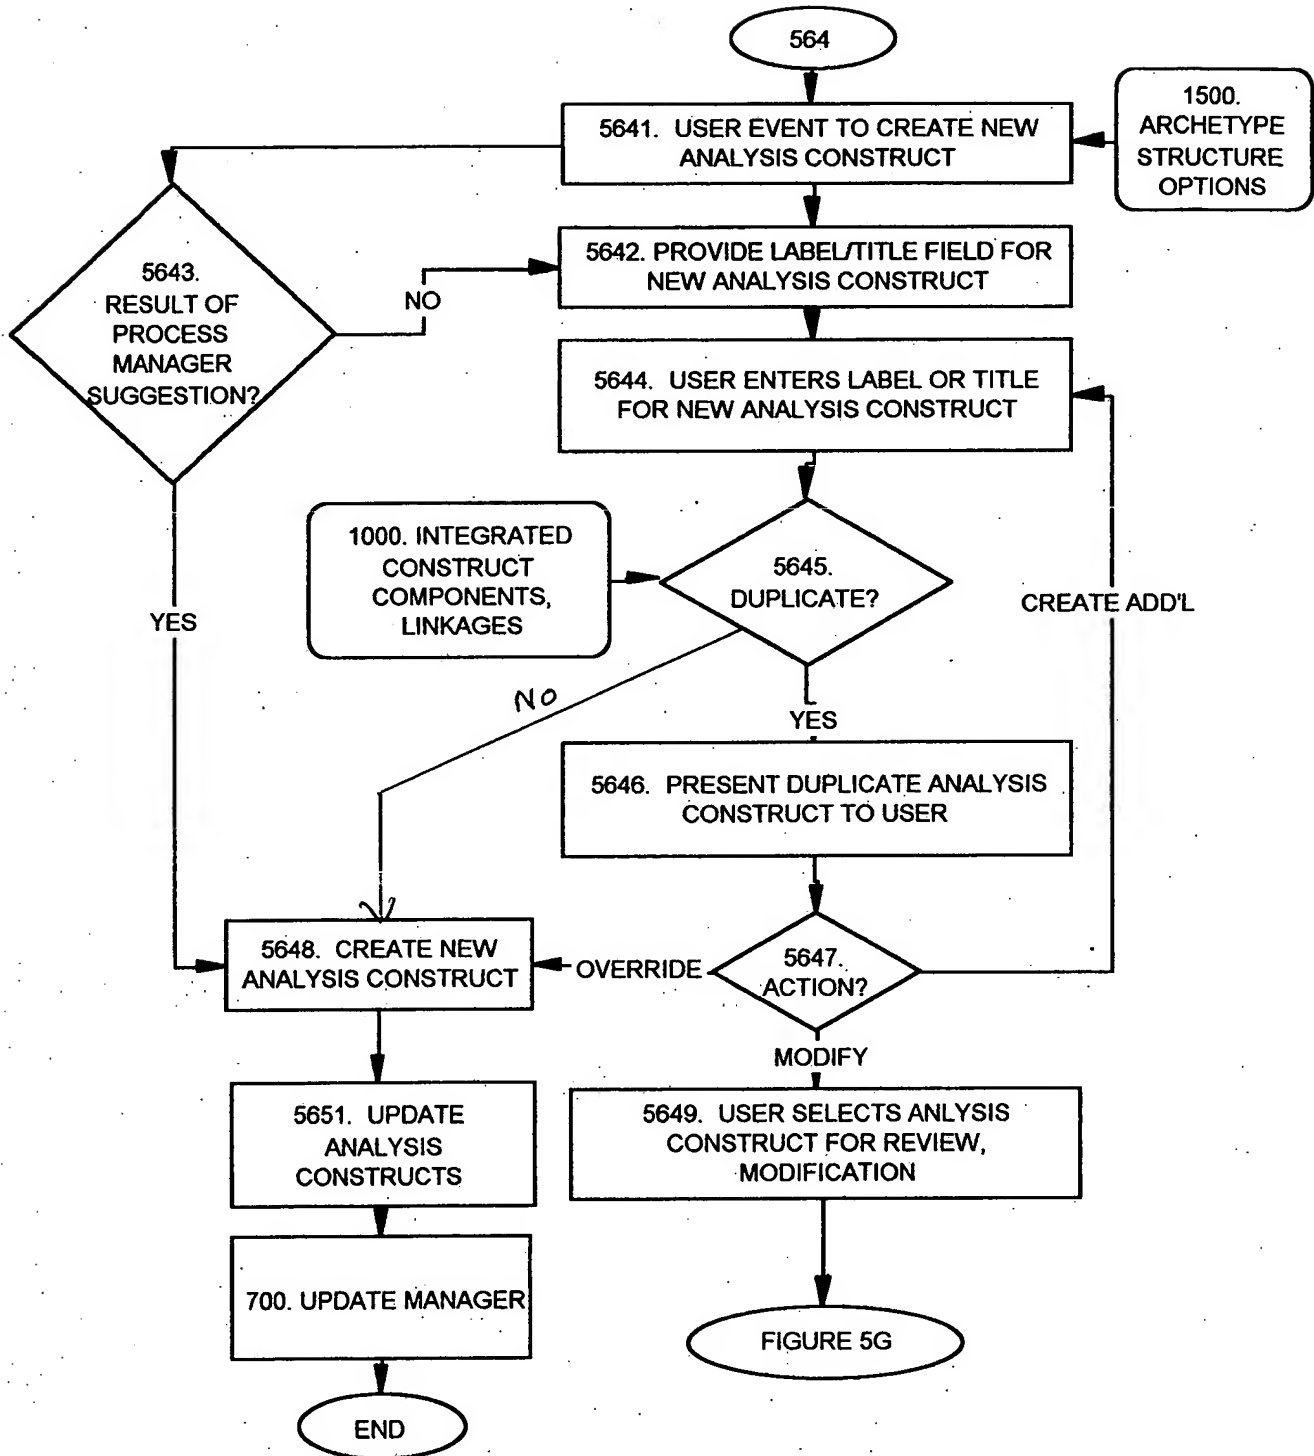 564
5641. USER EVENT TO CREATE NEW
ANALYSIS CONSTRUCT
1500.
ARCHETYPE
STRUCTURE
OPTIONS
5642. PROVIDE LABEL/TITLE FIELD FOR
NEW ANALYSIS CONSTRUCT
5643.
RESULT OF
PROCESS
MANAGER
SUGGESTION?
NO
5644. USER ENTERS LABEL OR TITLE
FOR NEW ANALYSIS CONSTRUCT
1000. INTEGRATED
CONSTRUCT
COMPONENTS,
LINKAGES
5645.
DUPLICATE?
CREATE ADD'L
YES
NO
YES
5646. PRESENT DUPLICATE ANALYSIS
CONSTRUCT TO USER
5648. CREATE NEW
ANALYSIS CONSTRUCT
OVERRIDE
5647.
ACTION?
MODIFY
5651. UPDATE
ANALYSIS
CONSTRUCTS
5649. USER SELECTS ANLYSIS
CONSTRUCT FOR REVIEW,
MODIFICATION
700. UPDATE MANAGER
FIGURE 5G
END